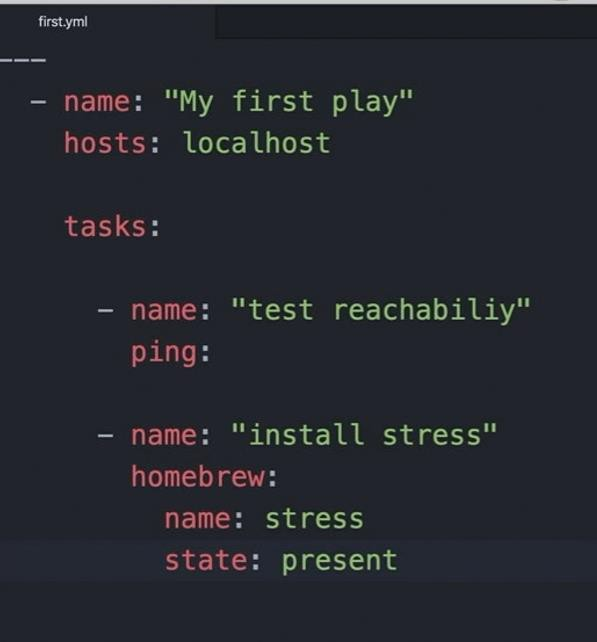 first.yml
---
- name: "My first play"
hosts: localhost
tasks:
- name: "test reachabiliy"
ping:
- name: "install stress"
homebrew:
name: stress
state: present